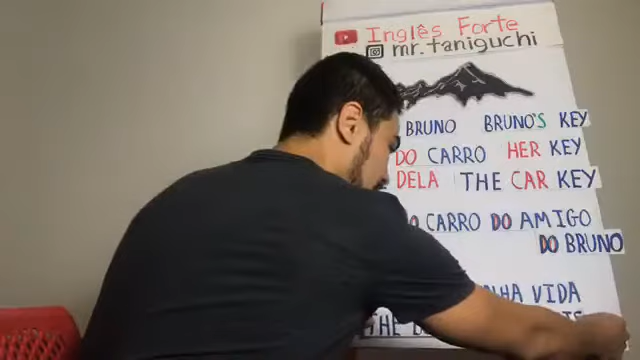 Inglês Forte
mr.taniguchi
BRUNO BRUNO'S KEY
DO CARRO HER KEY
DELA THE CAR KEY
CARRO DO AMIGO
DO BRUNO
VIDA
THE